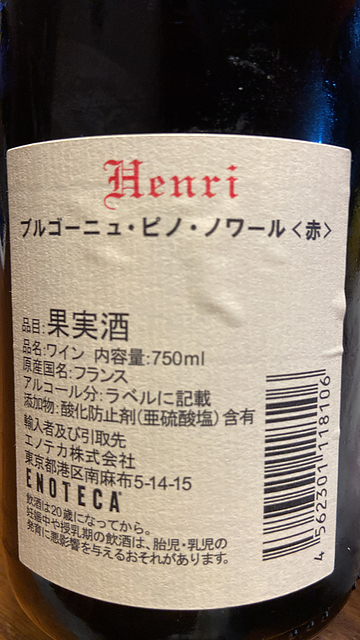 Henri
ブルゴーニュ・ピノ・ノワール〈赤〉
品目:果実酒
品名:ワイン 内容量:750ml
原産国名:フランス
アルコール分:ラベルに記載
添加物:酸化防止剤(亜硫酸塩)含有
輸入者及び引取先
エノテカ株式会社
東京都港区南麻布5-14-15
ENOTECA
飲酒は20歳になってから。
妊娠中や授乳期の飲酒は、胎児・乳児の
発育に悪影響を与えるおそれがあります。
4 562301 118106